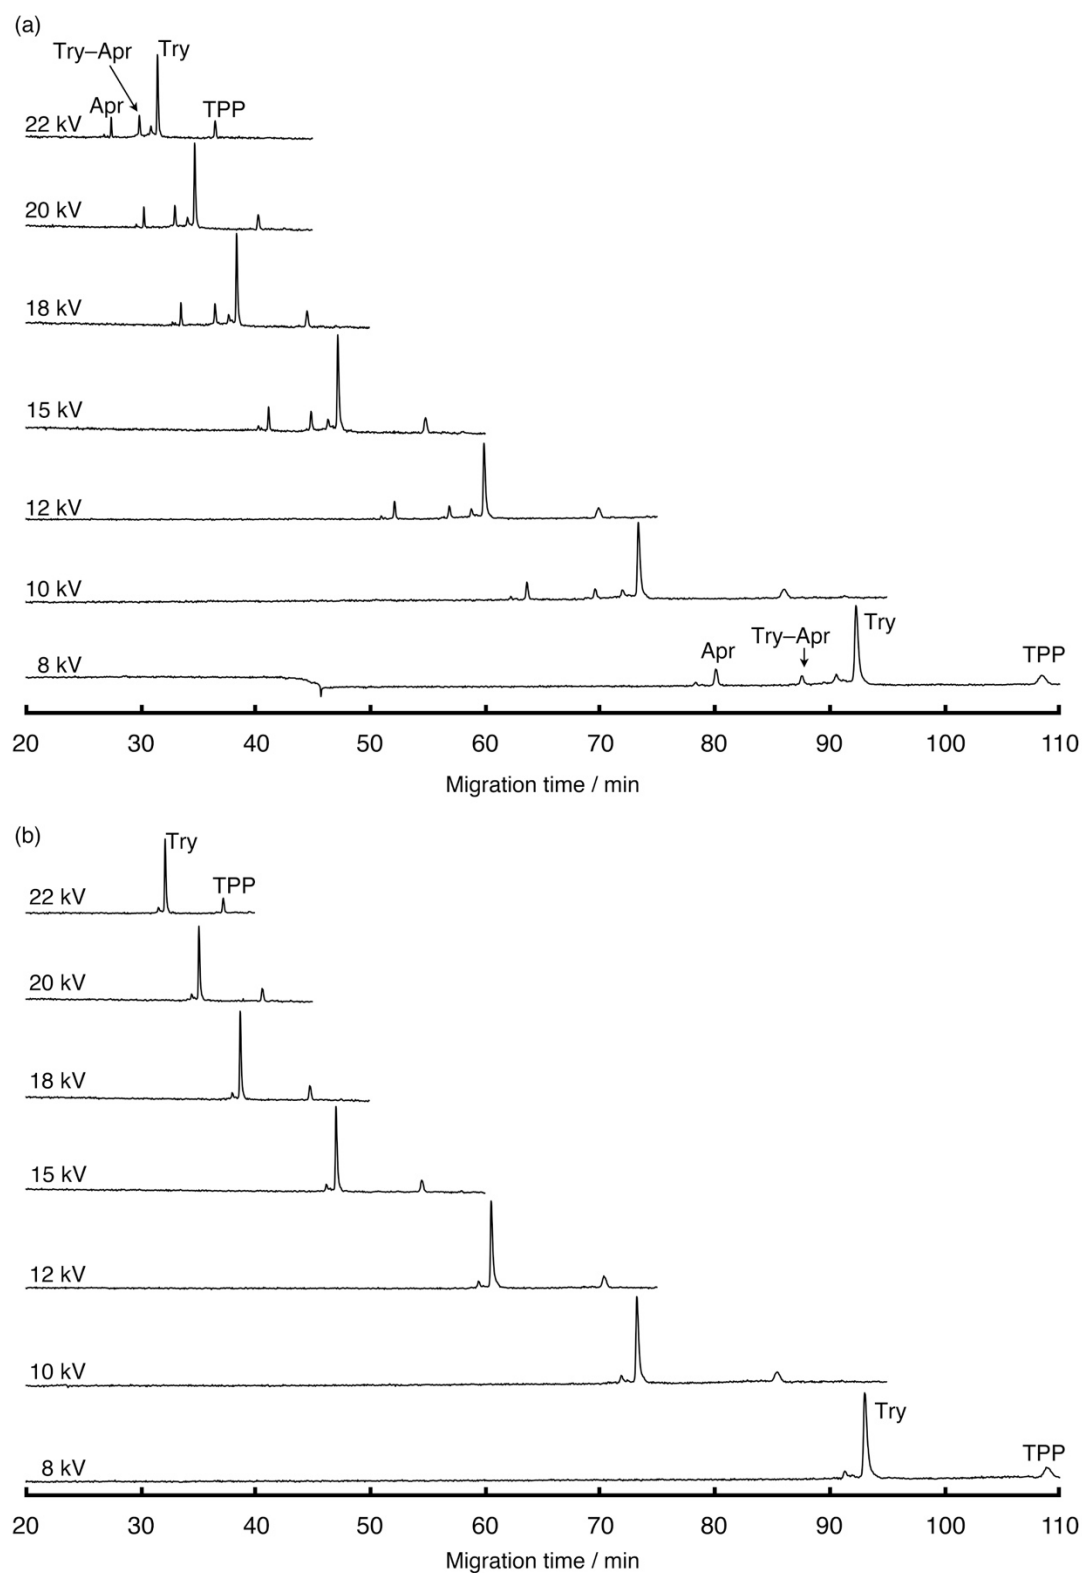 (a)
Try–Apr
Try
Apr
TPP
22 kV
20 kV
18 kV
15 kV
12 kV
10 kV
Try–Apr
Try
Apr
TPP
8 kV
20 30 40 50 60 70 80 90 100 110
Migration time / min
(b)
Try
TPP
22 kV
20 kV
18 kV
15 kV
12 kV
10 kV
Try
TPP
8 kV
20 30 40 50 60 70 80 90 100 110
Migration time / min